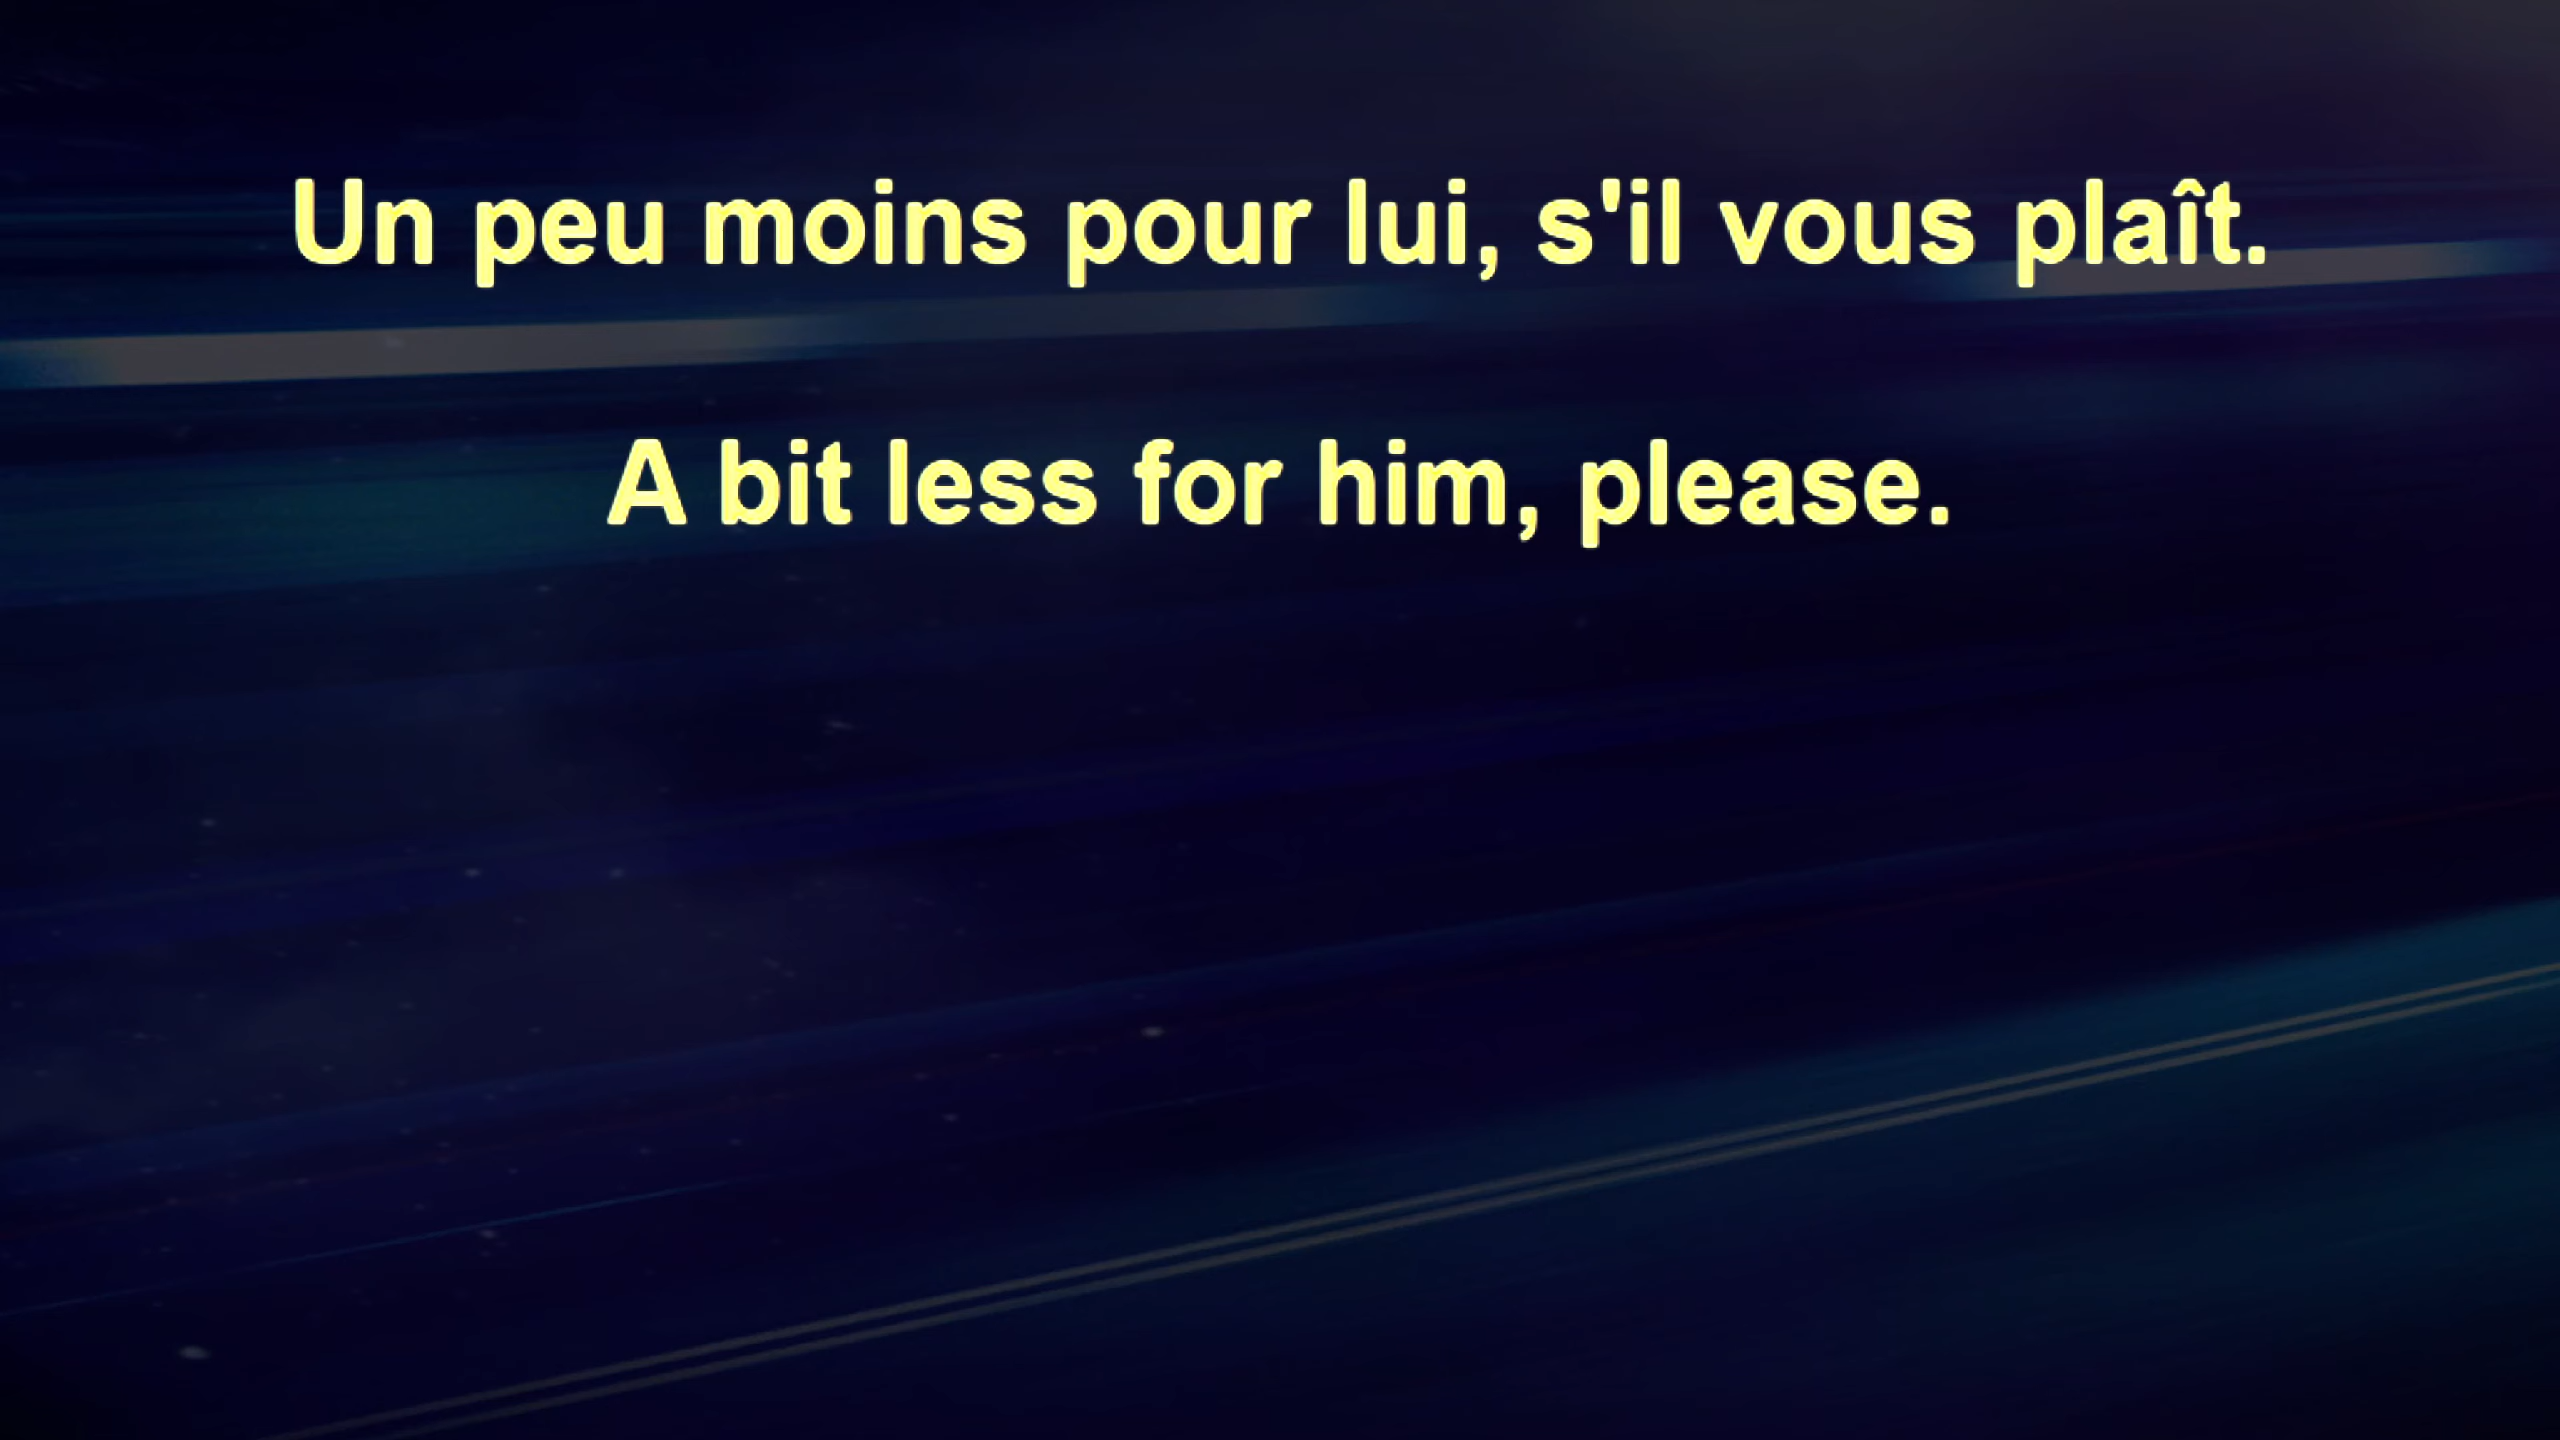 Un peu moins pour lui, s'il vous plaît.
A bit less for him, please.